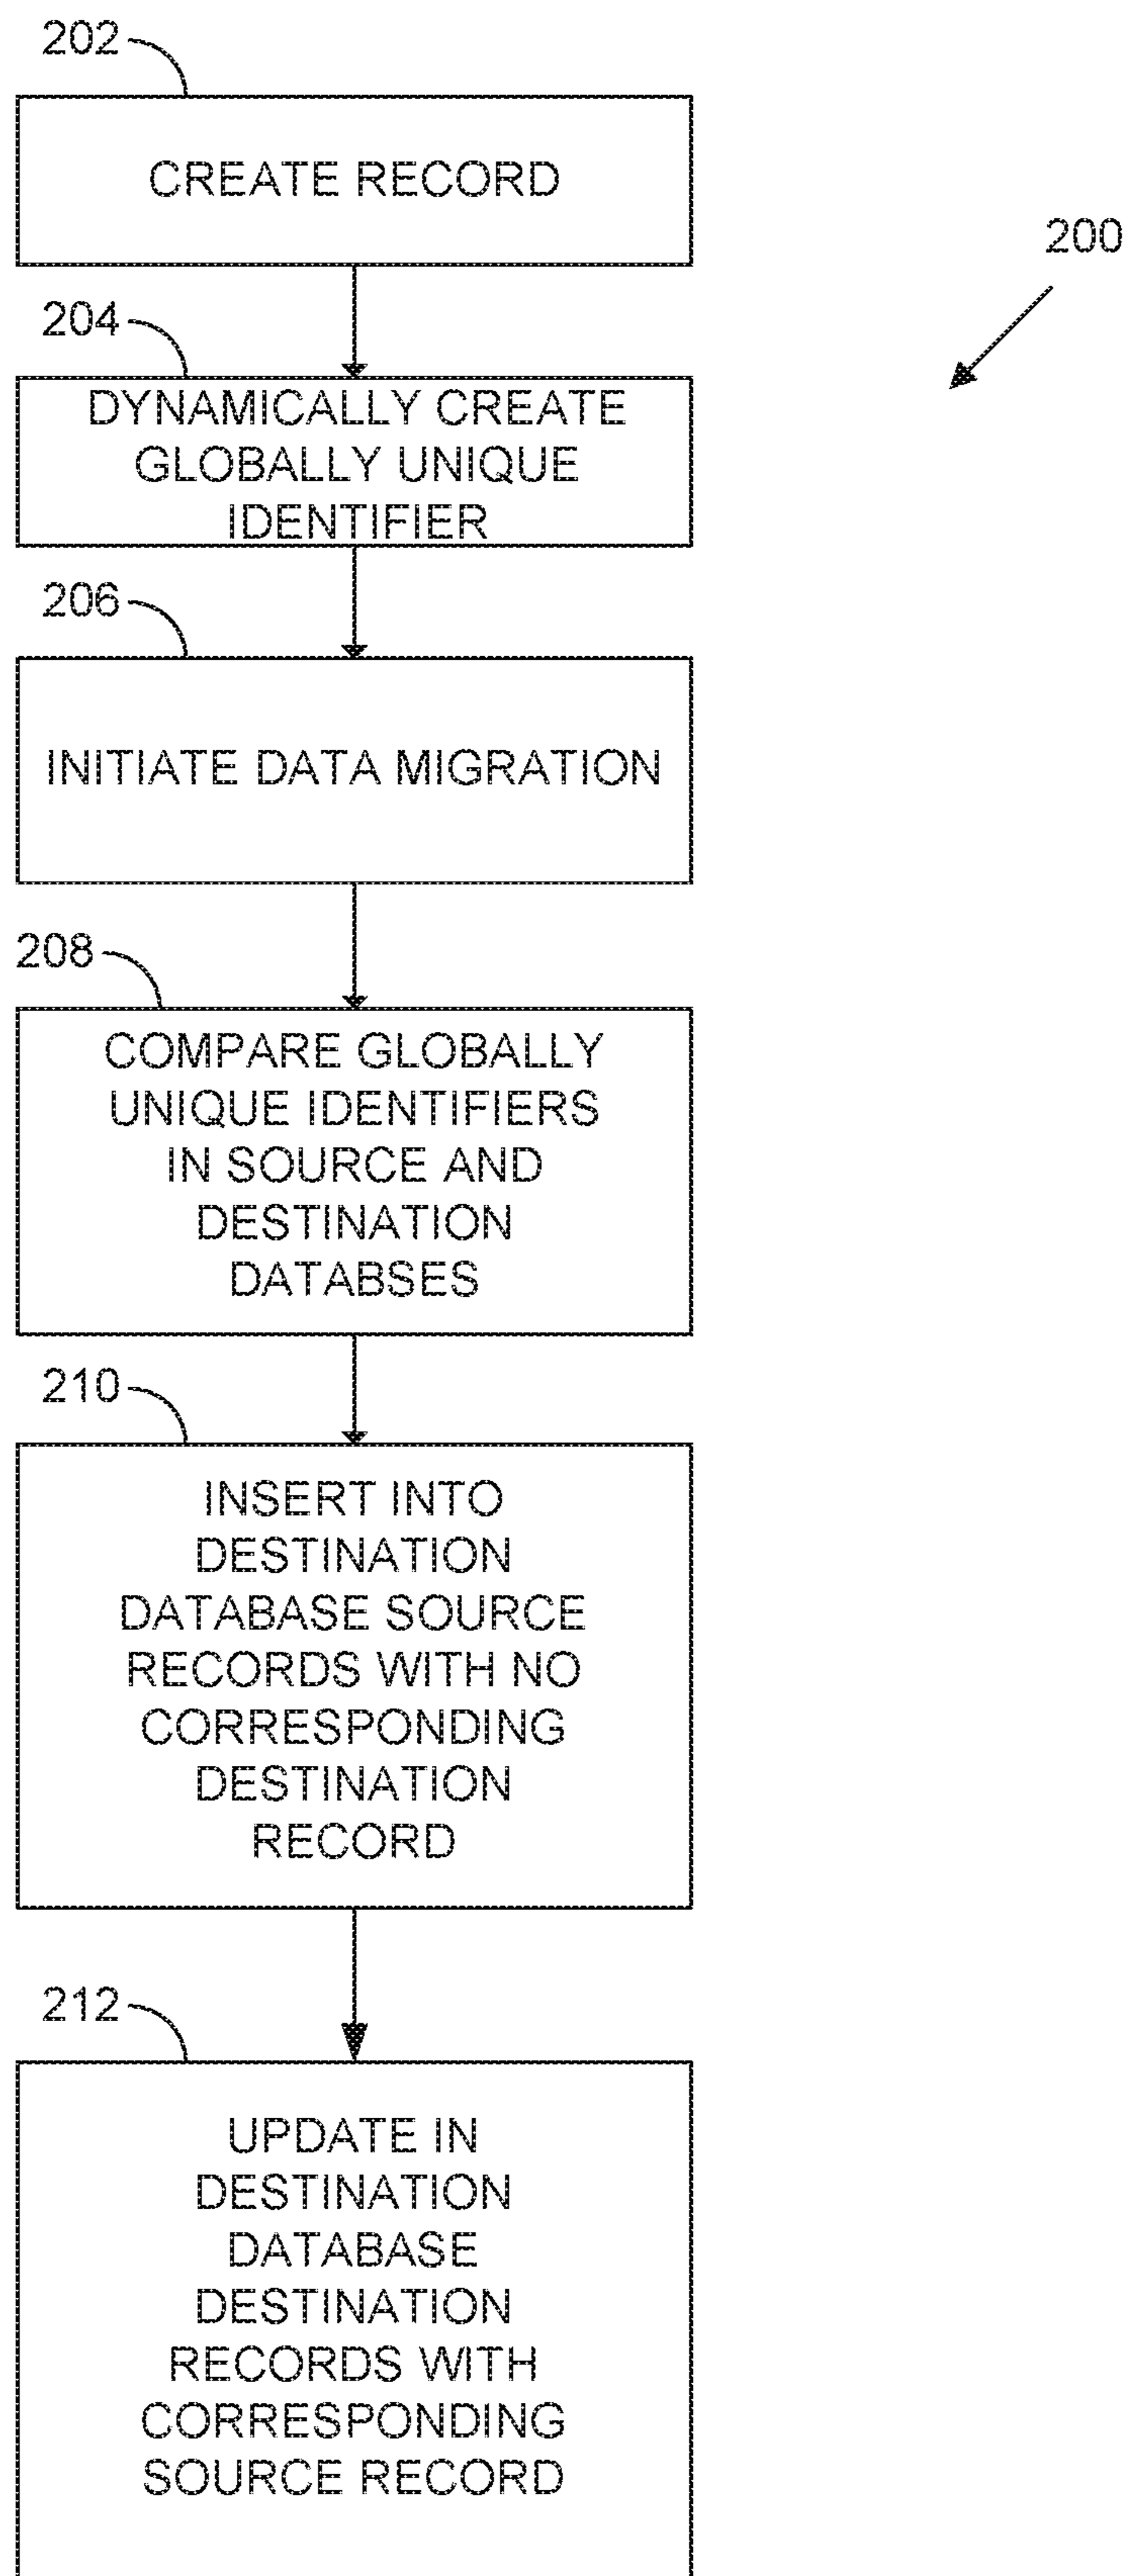 202
CREATE RECORD
200
204
DYNAMICALLY CREATE
GLOBALLY UNIQUE
IDENTIFIER
206
INITIATE DATA MIGRATION
208
COMPARE GLOBALLY
UNIQUE IDENTIFIERS
IN SOURCE AND
DESTINATION
DATABSES
210
INSERT INTO
DESTINATION
DATABASE SOURCE
RECORDS WITH NO
CORRESPONDING
DESTINATION
RECORD
212
UPDATE IN
DESTINATION
DATABASE
DESTINATION
RECORDS WITH
CORRESPONDING
SOURCE RECORD